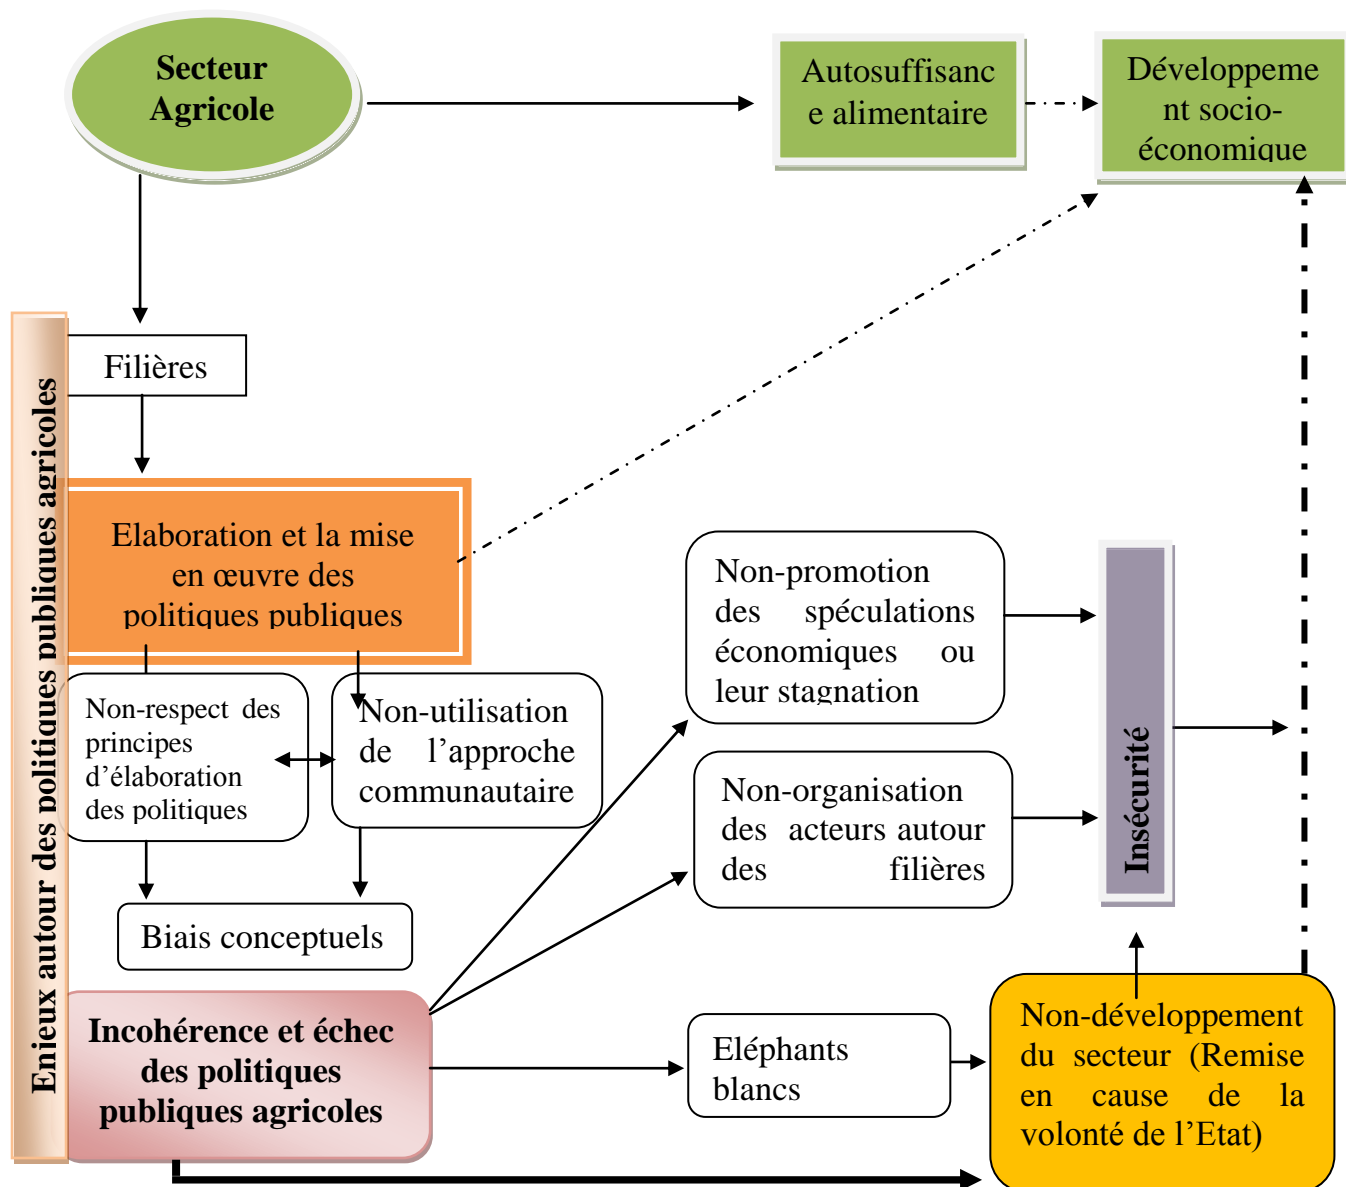 Secteur
Agricole
Autosuffisanc
e alimentaire
Développeme
nt socio-
économique
Filières
Enjeux autour des politiques publiques agricoles
Elaboration et la mise
en œuvre des
politiques publiques
Non-respect des
principes
d’élaboration
des politiques
Non-utilisation
de l’approche
communautaire
Biais conceptuels
Incohérence et échec
des politiques
publiques agricoles
Non-promotion
des spéculations
économiques ou
leur stagnation
Non-organisation
des acteurs autour
des filières
Eléphants
blancs
Insécurité
Non-développement
du secteur (Remise
en cause de la
volonté de l’Etat)